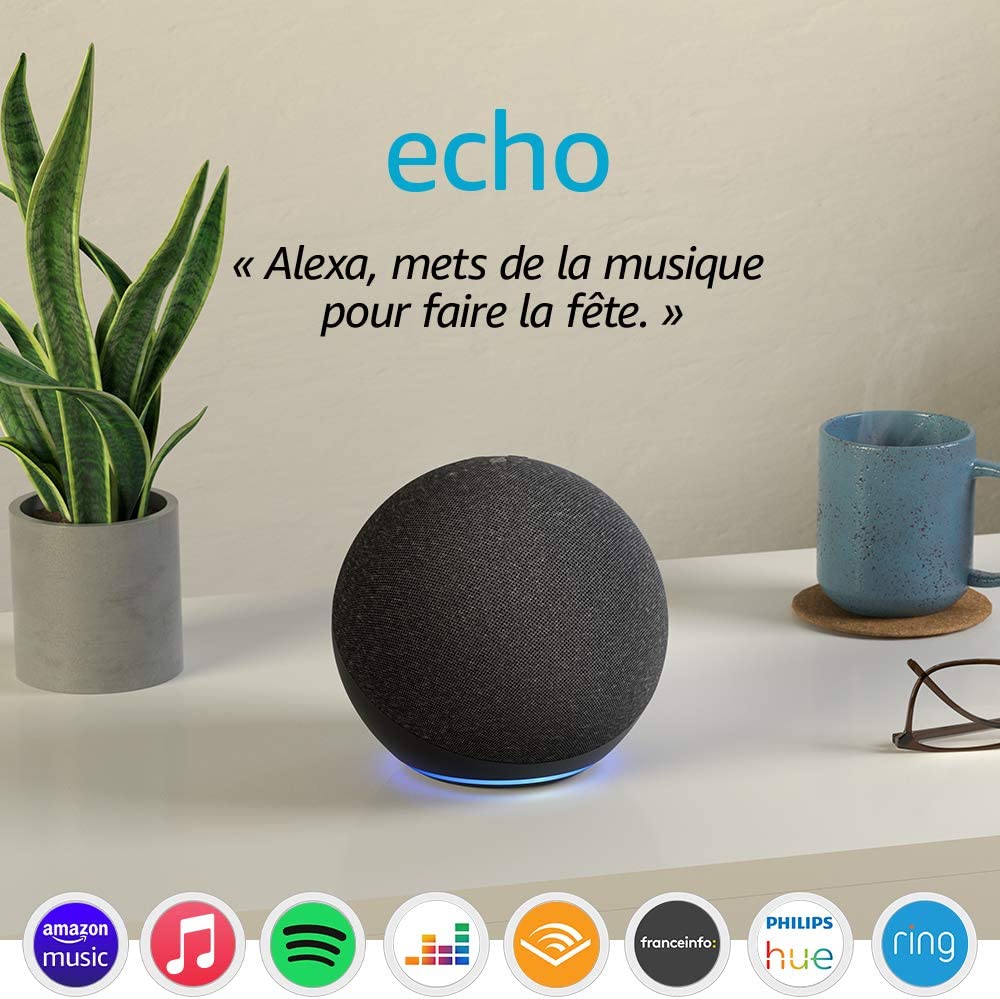 echo
« Alexa, mets de la musique
pour faire la fête. »
amazon
music
franceinfo:
PHILIPS
hue
ring